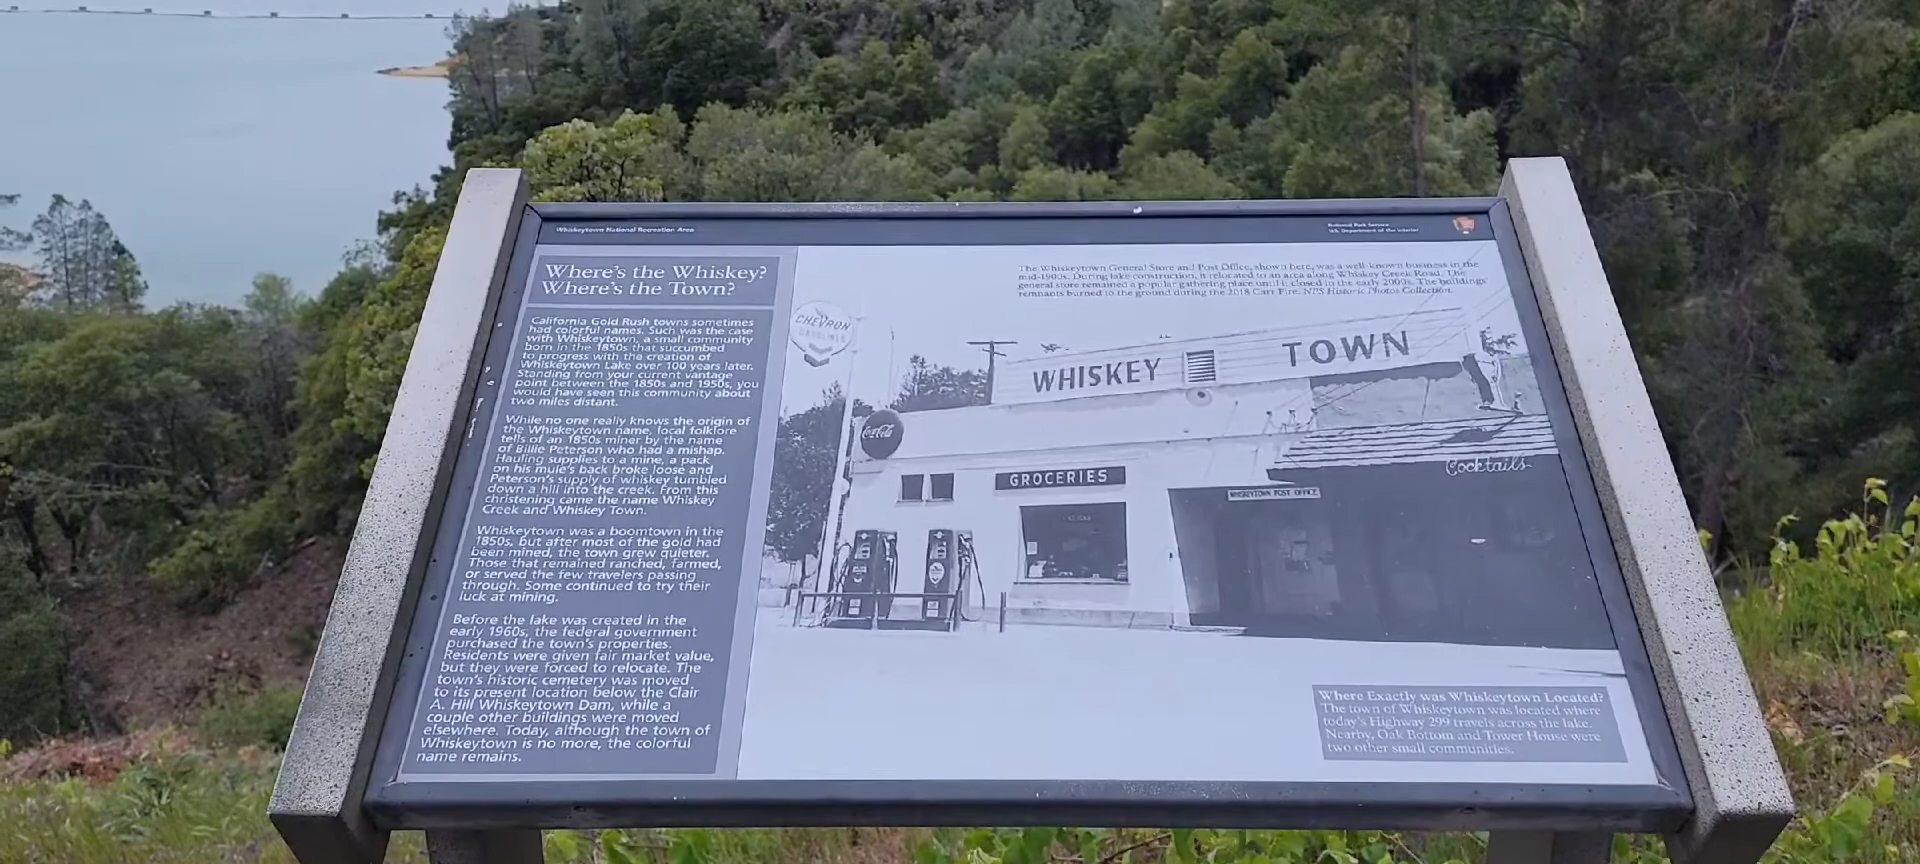 Whiskeytown National Recreation Area
National Park Service
U.S. Department of the Interior
Where's the Whiskey?
Where's the Town?
California Gold Rush towns sometimes
had colorful names. Such was the case
with Whiskeytown, a small community
born in the 1850s that succumbed
to progress with the creation of
Whiskeytown Lake over 100 years later.
Standing from your current vantage
point between the 1850s and 1950s, you
would have seen this community about
two miles distant.
While no one really knows the origin of
the Whiskeytown name, local folklore
tells of an 1850s miner by the name
of Billie Peterson who had a mishap.
Hauling supplies to a mine, a pack
on his mule's back broke loose and
Peterson's supply of whiskey tumbled
down a hill into the creek. From this
christening came the name Whiskey
Creek and Whiskey Town.
Whiskeytown was a boomtown in the
1850s, but after most of the gold had
been mined, the town grew quieter.
Those that remained ranched, farmed,
or served the few travelers passing
through. Some continued to try their
luck at mining.
Before the lake was created in the
early 1960s, the federal government
purchased the town's properties.
Residents were given fair market value,
but they were forced to relocate. The
town's historic cemetery was moved
to its present location below the Clair
A. Hill Whiskeytown Dam, while a
couple other buildings were moved
elsewhere. Today, although the town of
Whiskeytown is no more, the colorful
name remains.
The Whiskeytown General Store and Post Office, shown here, was a well-known business in the
mid-1900s. During lake construction, it relocated to an area along Whiskey Creek Road. The
general store remained a popular gathering place until it closed in the early 2000s. The buildings
remnants burned to the ground during the 2018 Carr Fire. NPS Historic Photos Collection.
CHEVRON
GASOLINES
WHISKEY TOWN
Coca-Cola
GROCERIES
Cocktails
WHISKEYTOWN POST OFFICE
Where Exactly was Whiskeytown Located?
The town of Whiskeytown was located where
today's Highway 299 travels across the lake.
Nearby, Oak Bottom and Tower House were
two other small communities.